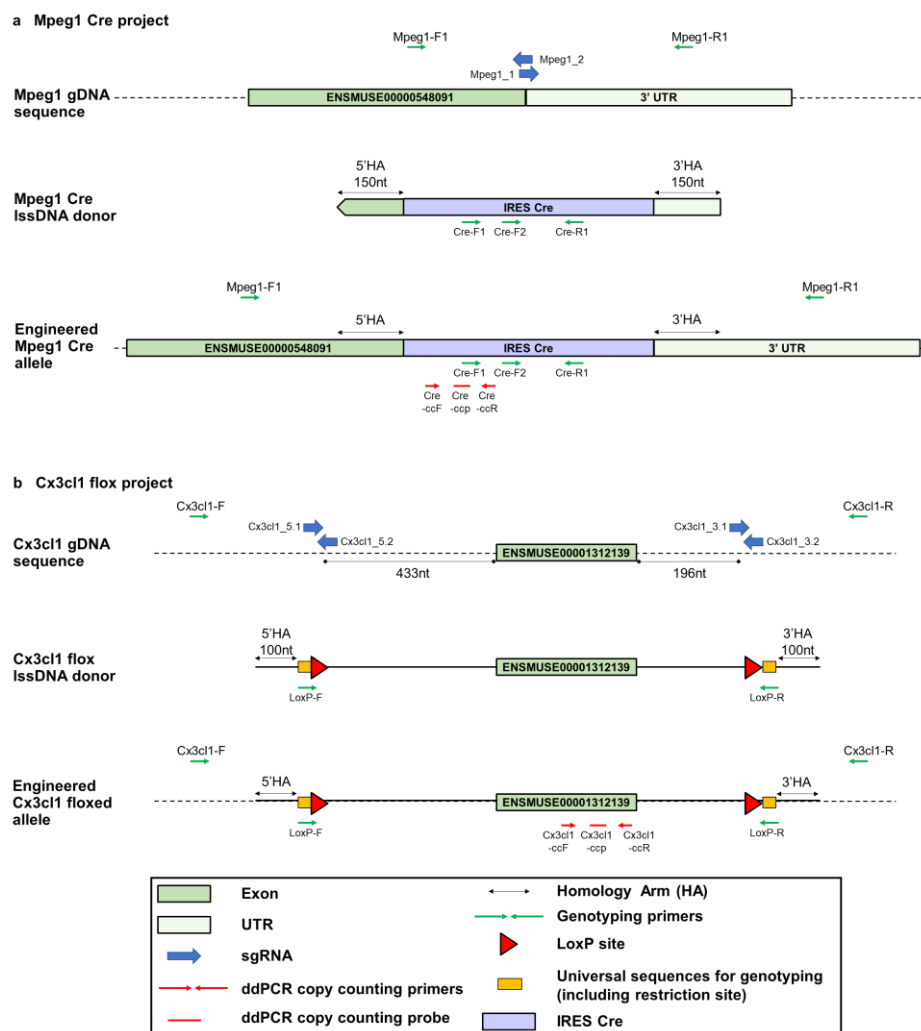 a Mpeg1 Cre project
Mpeg1-F1
Mpeg1-R1
Mpeg1_2
Mpeg1_1
Mpeg1 gDNA
sequence
ENSMUSE00000548091
3' UTR
5'HA
150nt
3'HA
150nt
Mpeg1 Cre
lssDNA donor
IRES Cre
Cre-F1
Cre-F2
Cre-R1
Mpeg1-F1
Mpeg1-R1
5'HA
3'HA
Engineered
Mpeg1 Cre
allele
ENSMUSE00000548091
IRES Cre
3' UTR
Cre-F1
Cre-F2
Cre-R1
Cre
-ccF
Cre
-ccp
Cre
-ccR
b Cx3cl1 flox project
Cx3cl1-F
Cx3cl1-R
Cx3cl1_5.1
Cx3cl1_5.2
Cx3cl1_3.1
Cx3cl1_3.2
Cx3cl1 gDNA
sequence
ENSMUSE00001312139
433nt
196nt
5'HA
100nt
3'HA
100nt
Cx3cl1 flox
lssDNA donor
ENSMUSE00001312139
LoxP-F
LoxP-R
Cx3cl1-F
Cx3cl1-R
5'HA
3'HA
Engineered
Cx3cl1 floxed
allele
ENSMUSE00001312139
LoxP-F
LoxP-R
Cx3cl1
-ccF
Cx3cl1
-ccp
Cx3cl1
-ccR
Exon
UTR
sgRNA
ddPCR copy counting primers
ddPCR copy counting probe
Homology Arm (HA)
Genotyping primers
LoxP site
Universal sequences for genotyping
(including restriction site)
IRES Cre